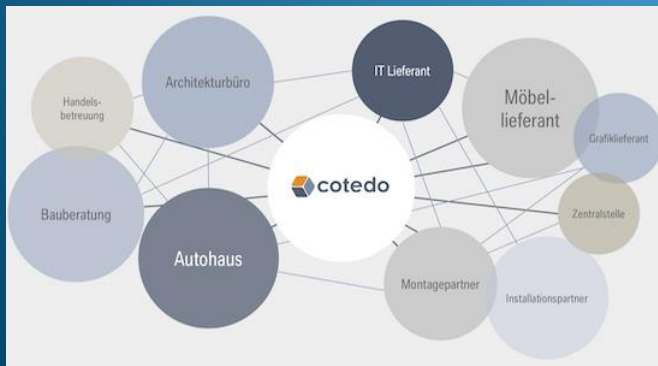 Handels-
betreuung
Architekturbüro
IT Lieferant
Möbel-
lieferant
Grafiklieferant
cotedo
Bauberatung
Autohaus
Zentralstelle
Montagepartner
Installationspartner